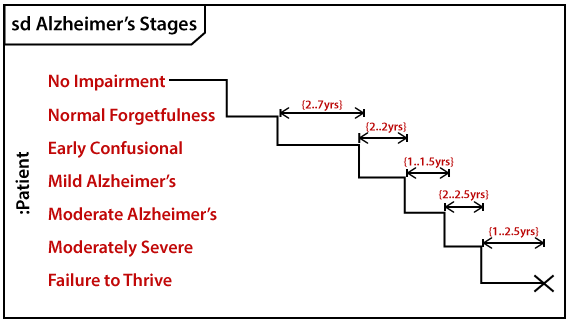 sd Alzheimer's Stages
No Impairment
Normal Forgetfulness
{2..7yrs}
Early Confusional
{2..2yrs}
Mild Alzheimer's
{1..1.5yrs}
Moderate Alzheimer's
{2..2.5yrs}
Moderately Severe
{1..2.5yrs}
Failure to Thrive
:Patient